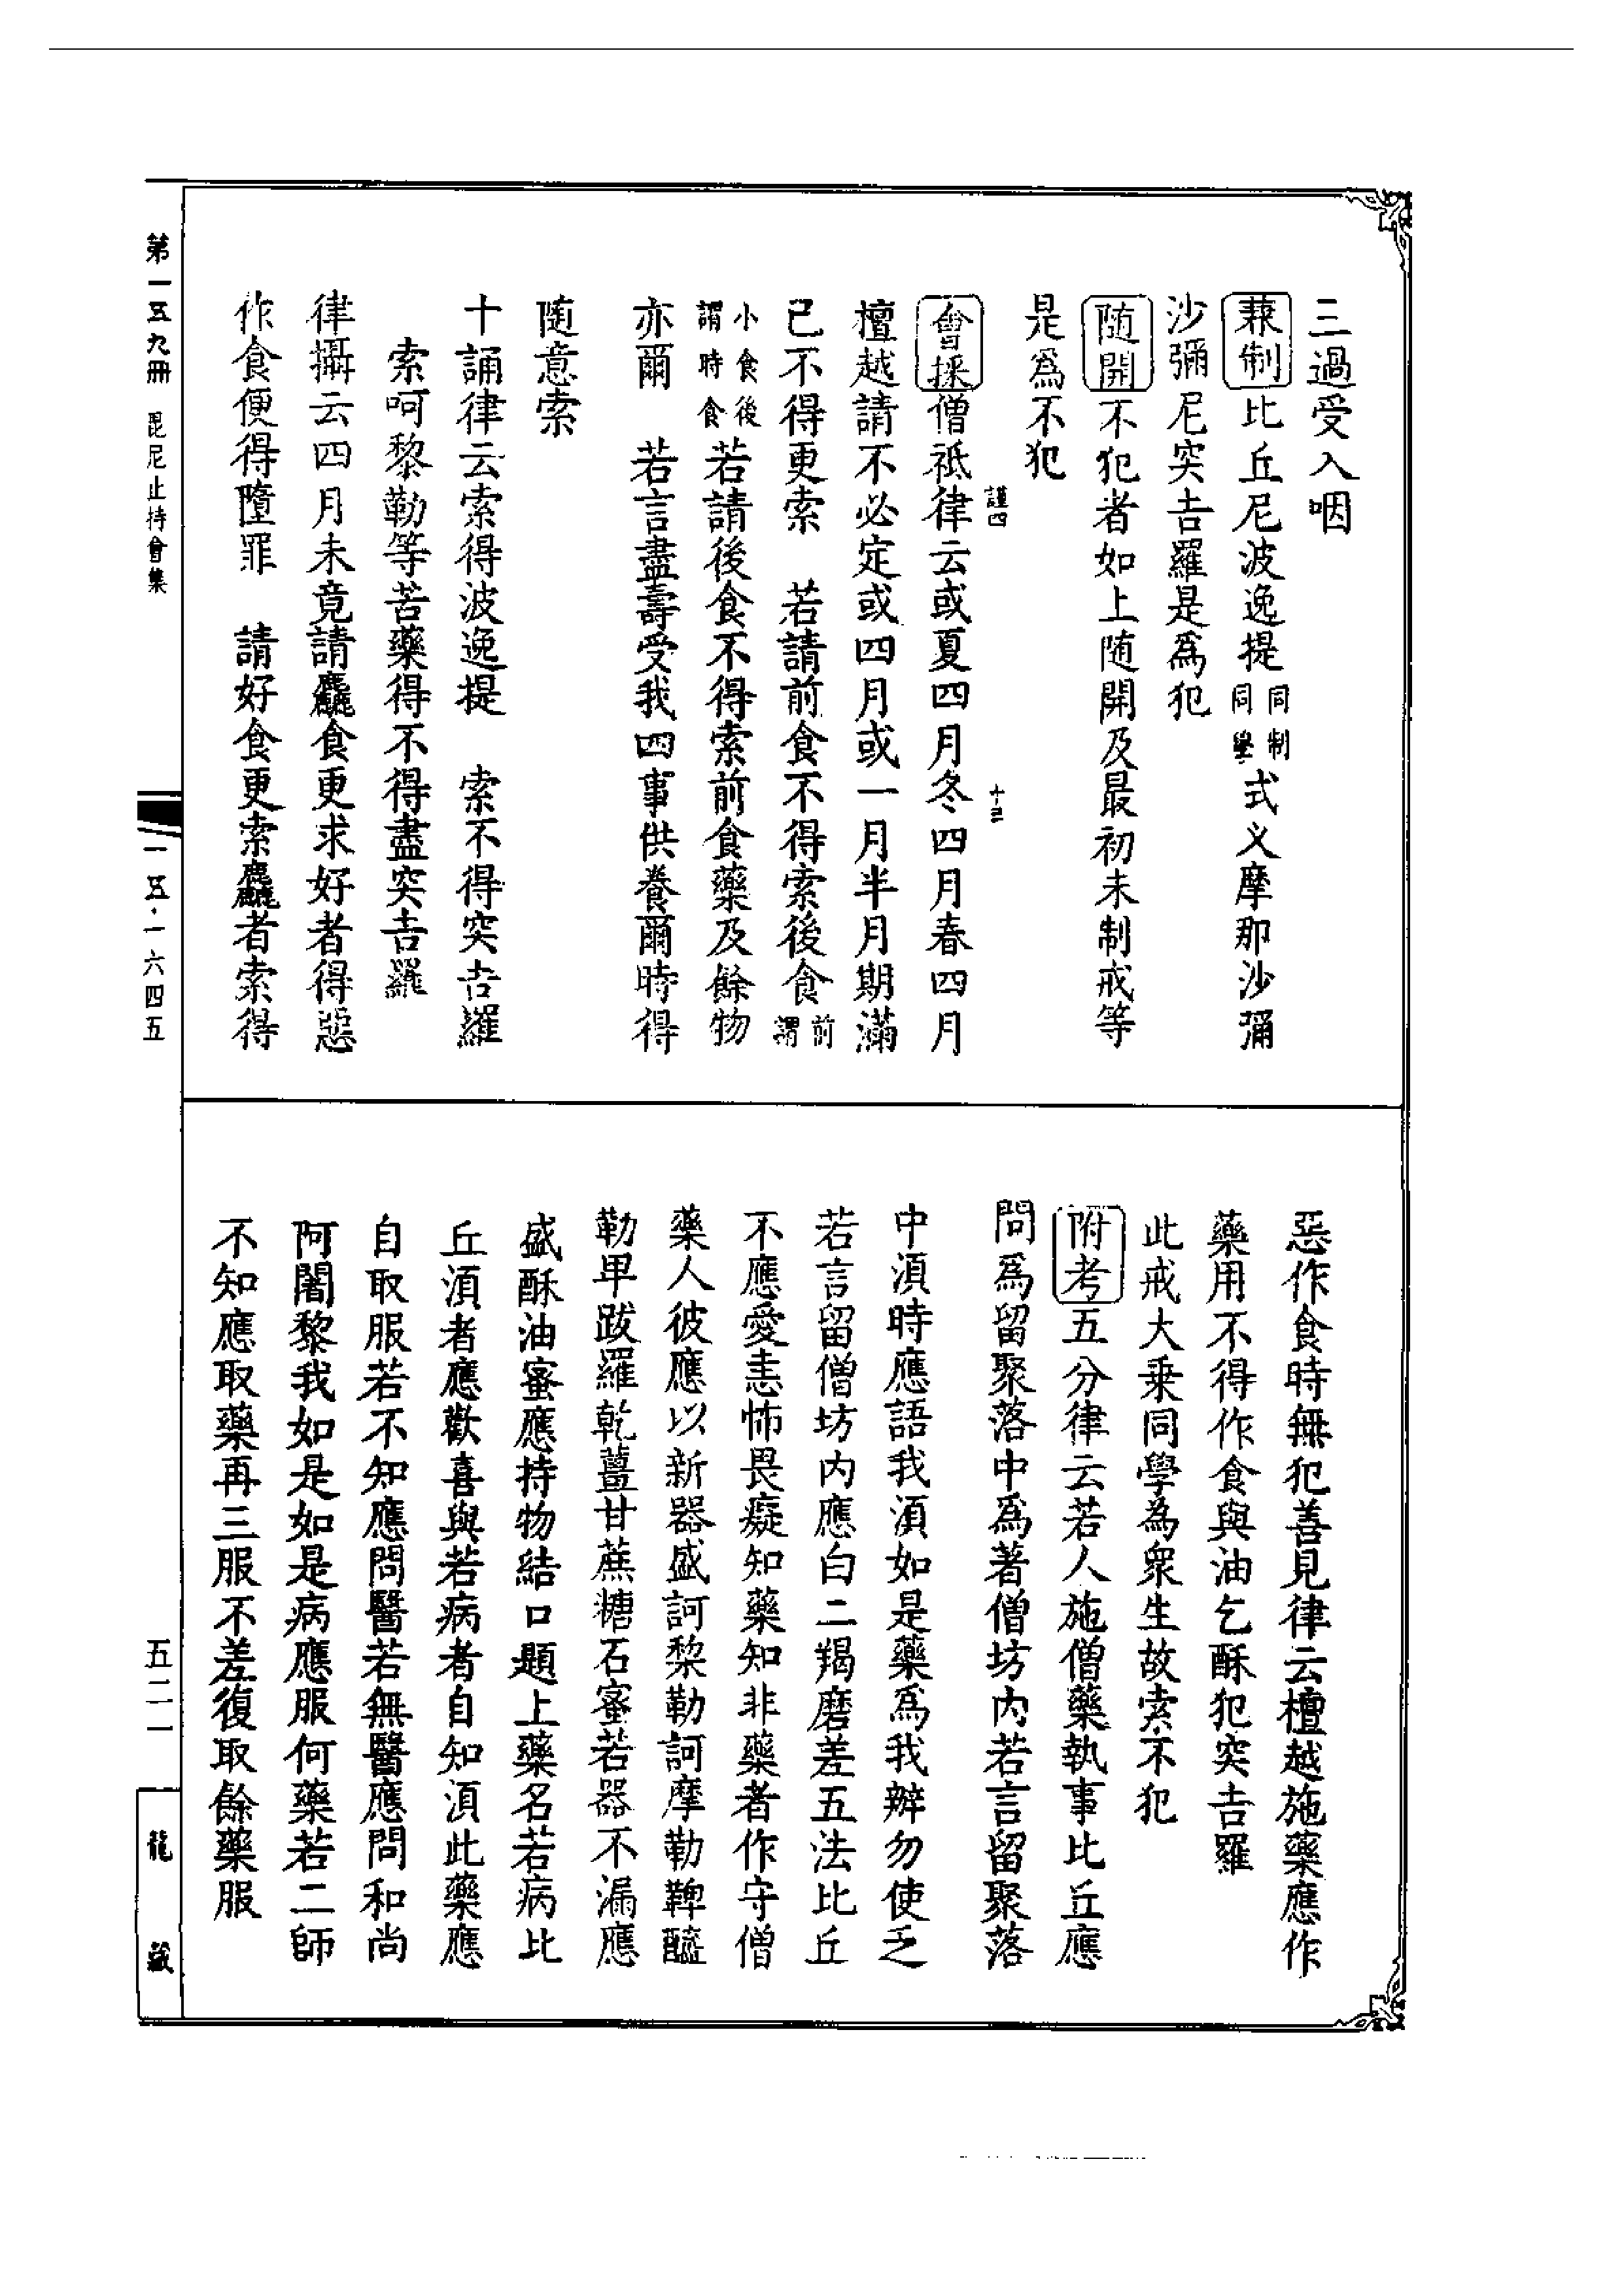 三過受入咽
兼制比丘尼波逸提同制同學式义摩那沙彌
沙彌尼突吉羅是爲犯
随開不犯者如上随開及最初未制戒等
是爲不犯
會採僧祇律云或夏四月冬四月春四月
檀越請不必定或四月或一月半月期滿
已不得更索　若請前食不得索後食前謂
小食後謂時食若請後食不得索前食藥及餘物
亦爾　若言盡壽受我四事供養爾時得
随意索
十誦律云索得波逸提　索不得突吉羅
索呵黎勒等苦藥得不得盡突吉羅
律攝云四月未竟請麤食更求好者得惡
作食便得墮罪　請好食更索麤者索得
惡作食時無犯善見律云檀越施藥應作
藥用不得作食與油乞酥犯突吉羅
此戒大乗同學為衆生故索不犯
附考五分律云若人施僧藥執事比丘應
問爲留聚落中爲著僧坊内若言留聚落
中湏時應語我湏如是藥爲我辦勿使乏
若言留僧坊内應白二羯磨差五法比丘
不應愛恚怖畏癡知藥知非藥者作守僧
藥人彼應以新器盛訶棃勒訶摩勒鞞醯
勒畢跋羅乾薑甘蔗糖石蜜若器不漏應
盛酥油蜜應持物結口題上藥名若病比
丘湏者應歡喜與若病者自知湏此藥應
自取服若不知應問醫若無醫應問和尚
阿闍黎我如是如是病應服何藥若二師
不知應取藥再三服不差復取餘藥服
第一五九冊　毘尼止持會集
一五·一六四五
五二一
龍藏